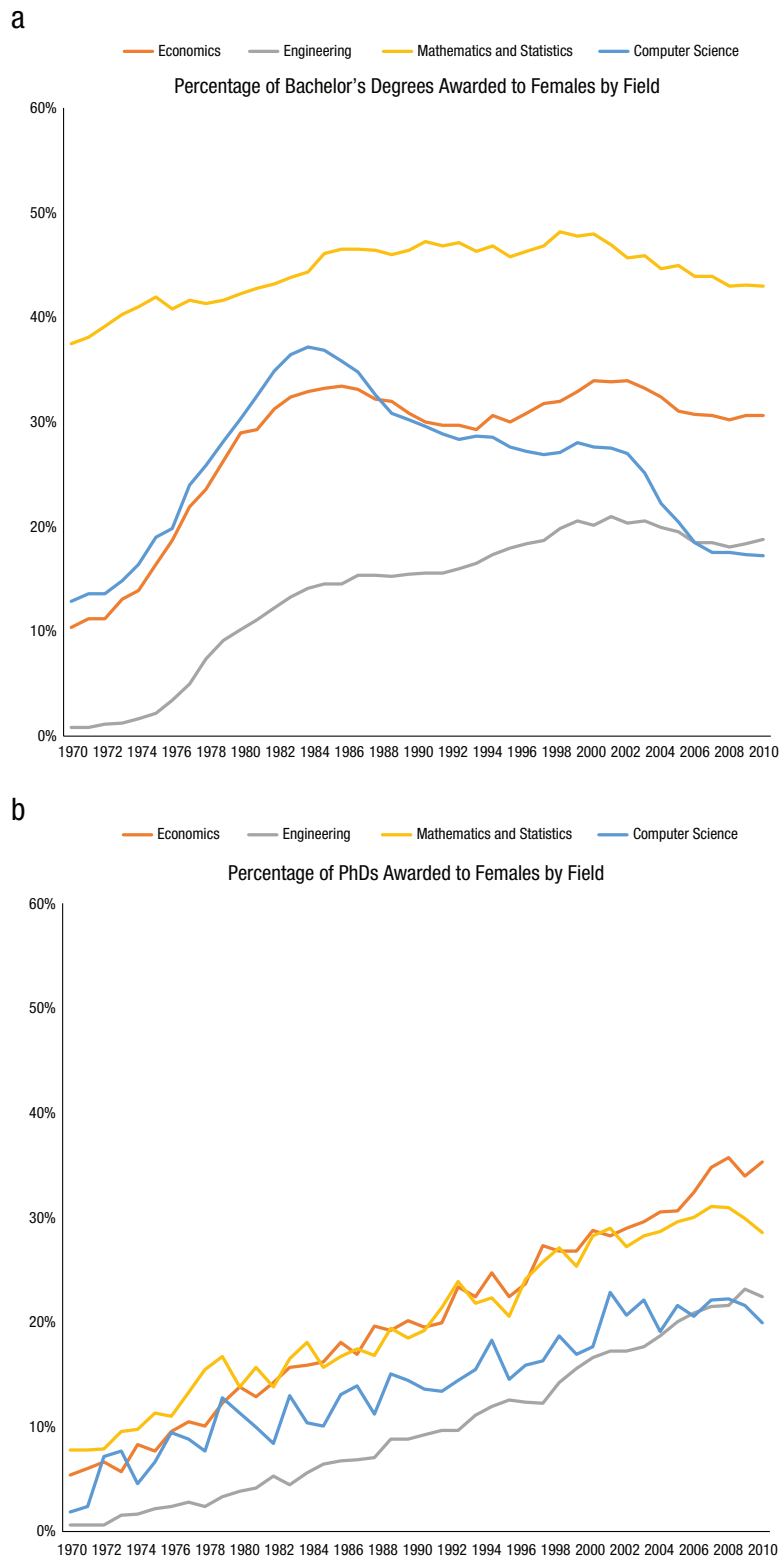 a
Economics Engineering Mathematics and Statistics Computer Science
Percentage of Bachelor's Degrees Awarded to Females by Field
60%
50%
40%
30%
20%
10%
0%
1970 1972 1974 1976 1978 1980 1982 1984 1986 1988 1990 1992 1994 1996 1998 2000 2002 2004 2006 2008 2010
b
Economics Engineering Mathematics and Statistics Computer Science
Percentage of PhDs Awarded to Females by Field
60%
50%
40%
30%
20%
10%
0%
1970 1972 1974 1976 1978 1980 1982 1984 1986 1988 1990 1992 1994 1996 1998 2000 2002 2004 2006 2008 2010